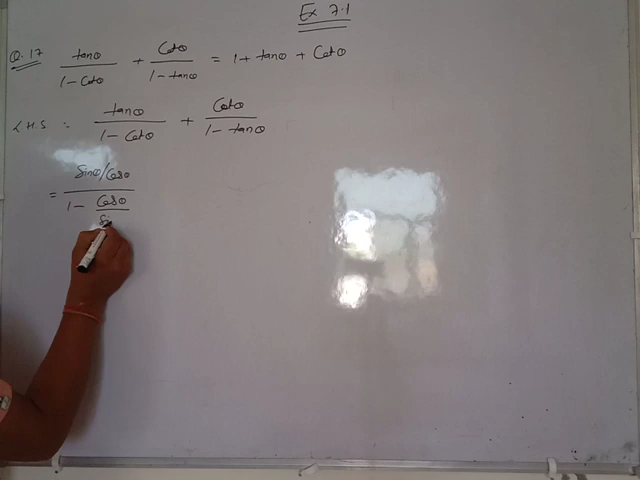 Ex 7.1
Q.17 tanθ / 1-Cotθ + Cotθ / 1-tanθ = 1+tanθ+Cotθ
L.H.S = tanθ / 1-Cotθ + Cotθ / 1-tanθ
= Sinθ/Cosθ / 1- Cosθ / Si